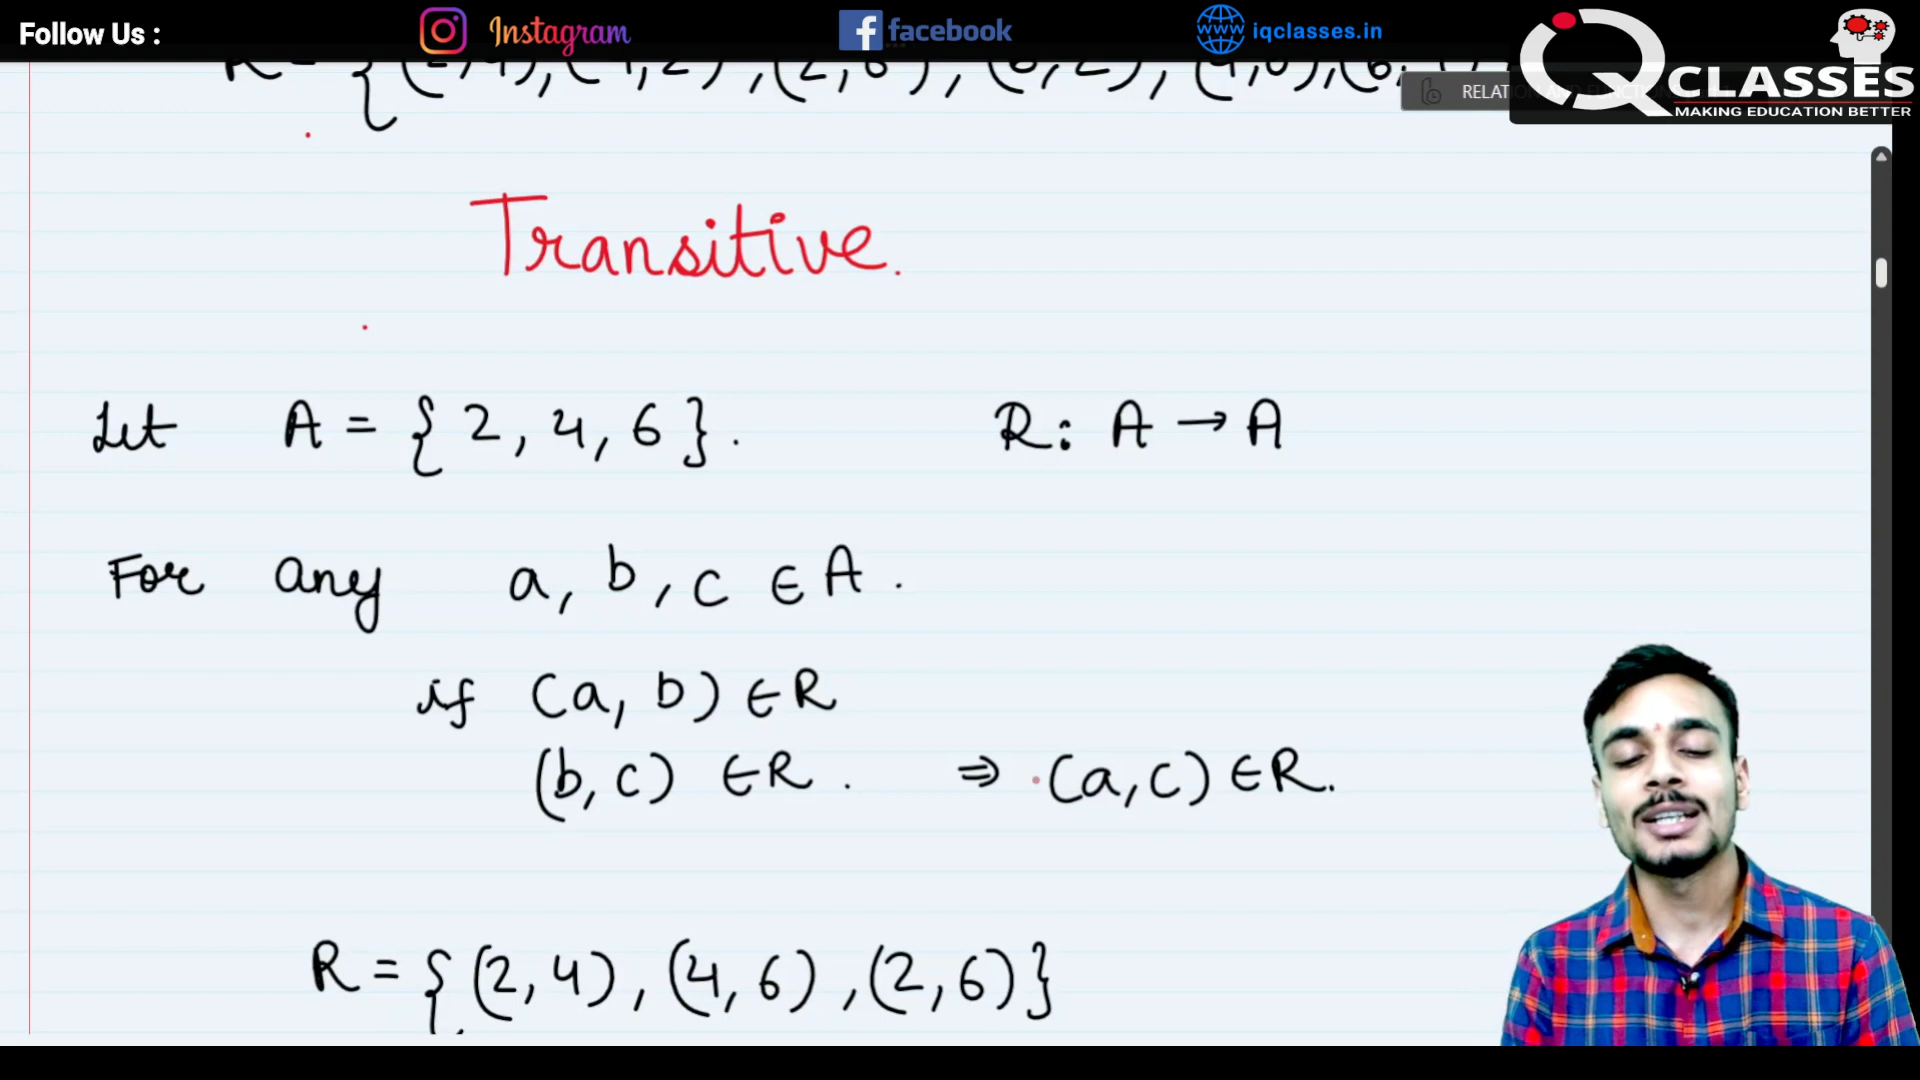 Follow Us : Instagram facebook iqclasses.in
IQ CLASSES
MAKING EDUCATION BETTER
Transitive.
Let A = { 2, 4, 6 }. R: A → A
For any a, b, c ∈ A.
if (a, b) ∈ R
(b, c) ∈ R. ⇒ (a, c) ∈ R.
R = {(2, 4), (4, 6), (2, 6)}